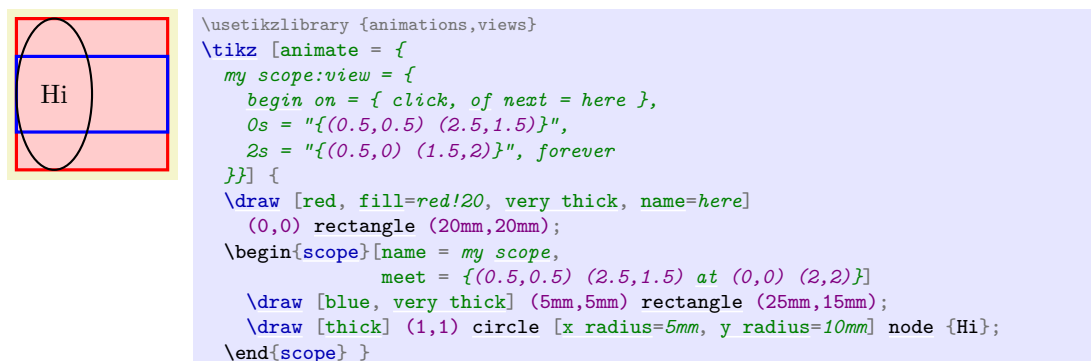 Hi
\usetikzlibrary {animations,views}
\tikz [animate = {
  my scope:view = {
    begin on = { click, of next = here },
    0s = "{(0.5,0.5) (2.5,1.5)}",
    2s = "{(0.5,0) (1.5,2)}", forever
  }}] {
  \draw [red, fill=red!20, very thick, name=here]
    (0,0) rectangle (20mm,20mm);
  \begin{scope}[name = my scope,
                meet = {(0.5,0.5) (2.5,1.5) at (0,0) (2,2)}]
    \draw [blue, very thick] (5mm,5mm) rectangle (25mm,15mm);
    \draw [thick] (1,1) circle [x radius=5mm, y radius=10mm] node {Hi};
  \end{scope} }